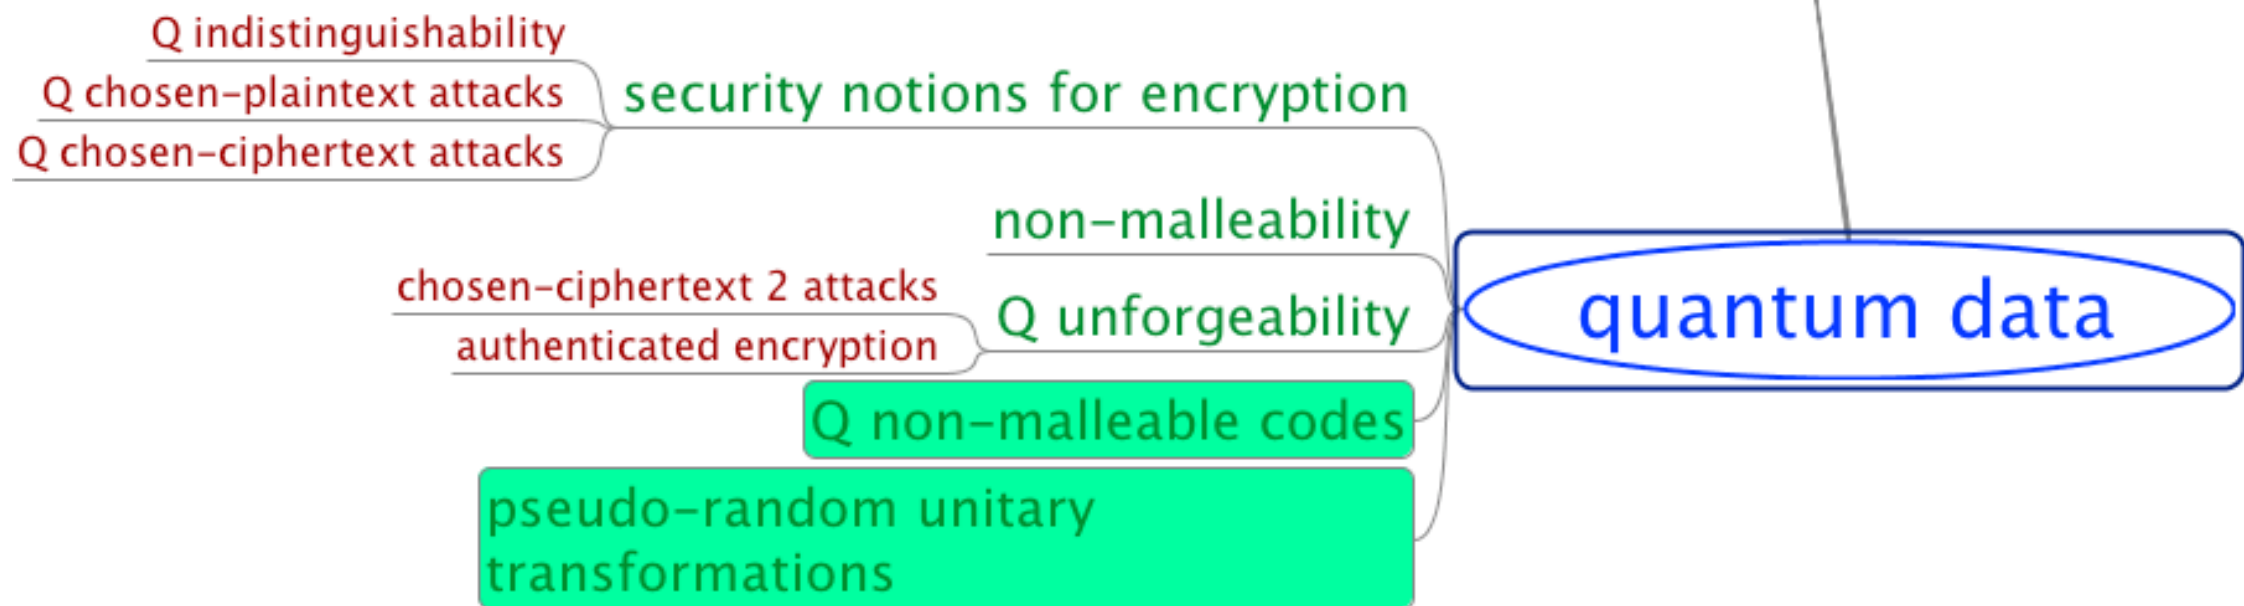 Q indistinguishability
Q chosen-plaintext attacks
Q chosen-ciphertext attacks
security notions for encryption
non-malleability
chosen-ciphertext 2 attacks
authenticated encryption
Q unforgeability
Q non-malleable codes
pseudo-random unitary
transformations
quantum data